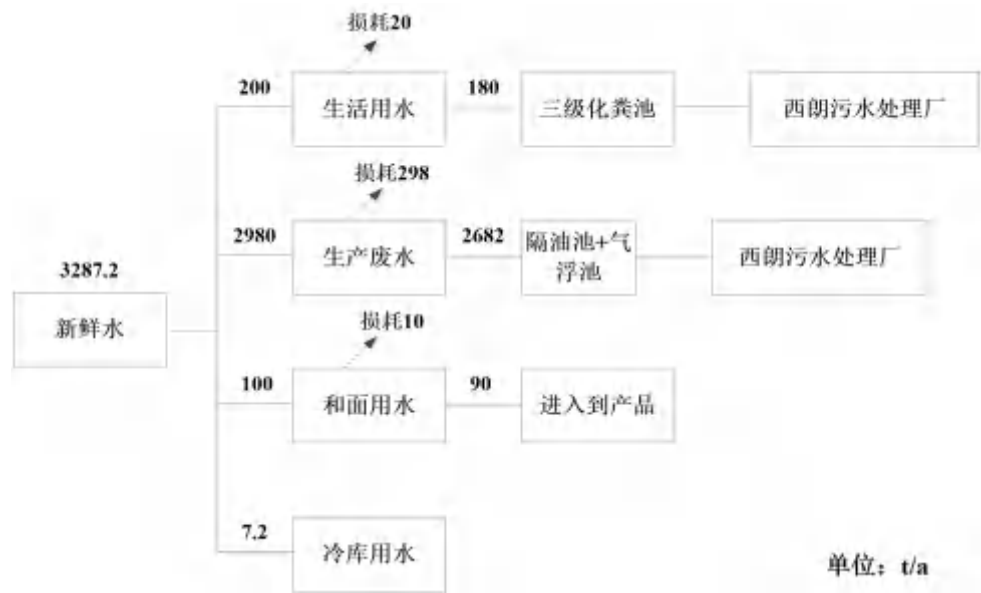 损耗20
200
生活用水
180
三级化粪池
西朗污水处理厂
损耗298
2980
生产废水
2682
隔油池+气
浮池
西朗污水处理厂
3287.2
新鲜水
损耗10
100
和面用水
90
进入到产品
7.2
冷库用水
单位：t/a